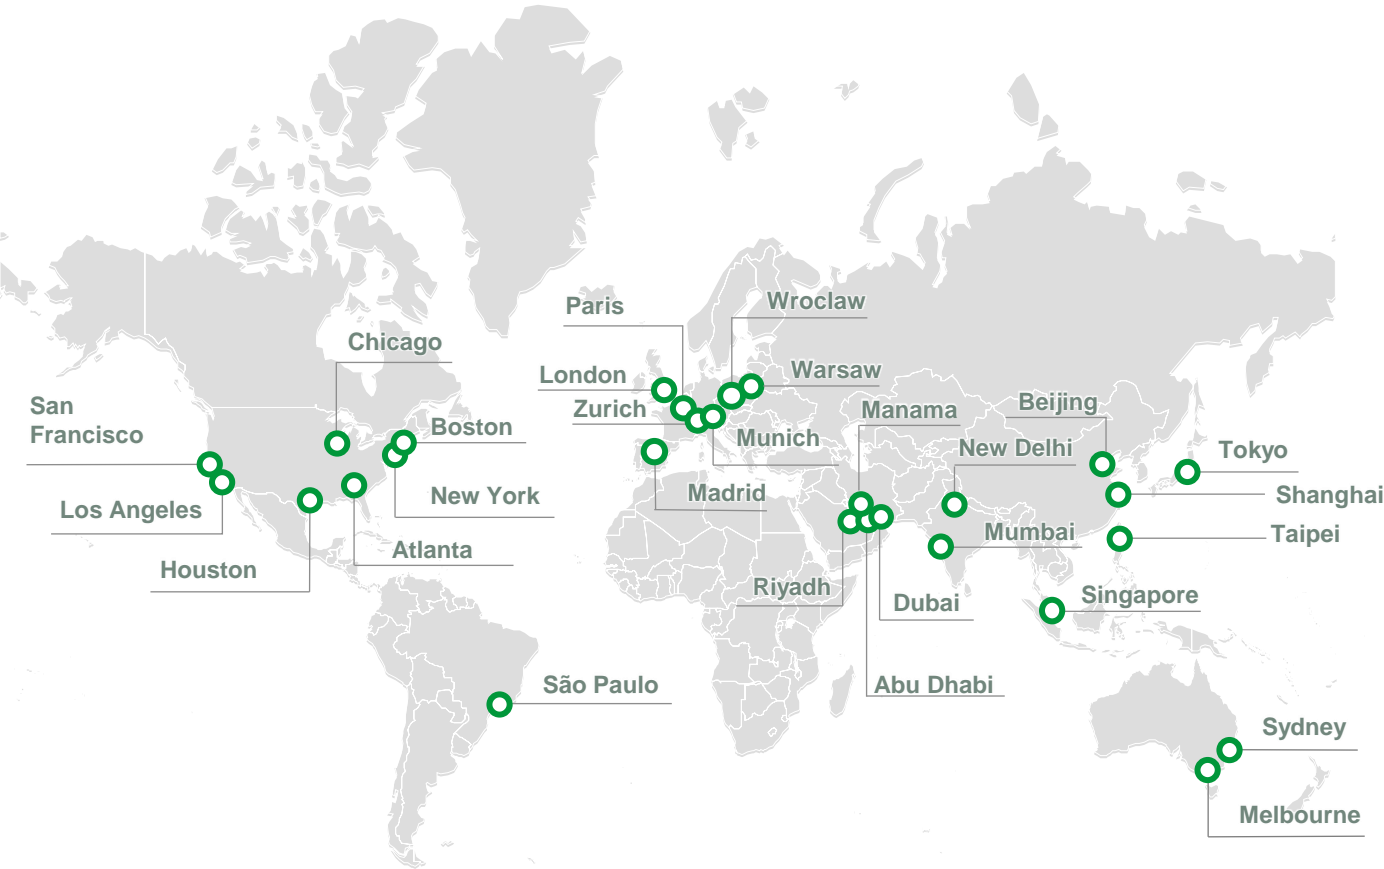 Wroclaw
Paris
Chicago
Warsaw
London
Beijing
San
Francisco
Zurich
Manama
Boston
Munich
New Delhi
Tokyo
New York
Madrid
Shanghai
Los Angeles
Mumbai
Taipei
Atlanta
Houston
Riyadh
Dubai
Singapore
São Paulo
Abu Dhabi
Sydney
Melbourne